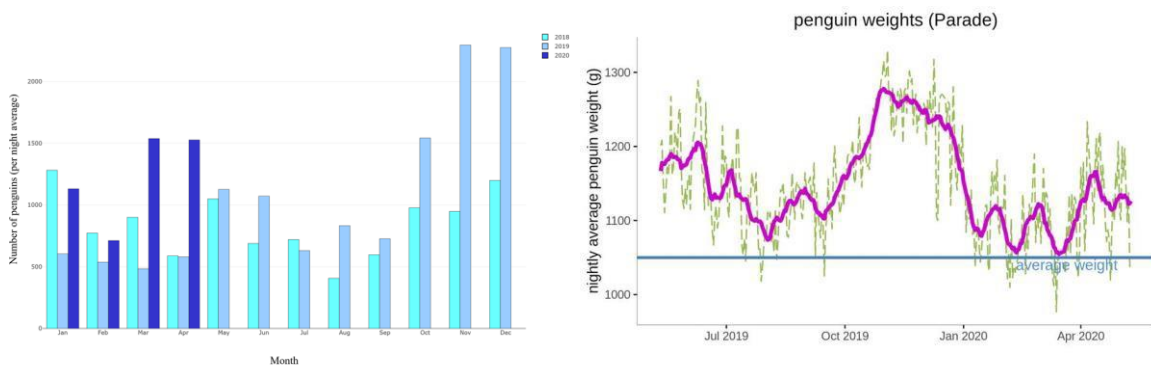 2018
2019
2020
Number of penguins (per night average)
2000
1500
1000
500
0
Jan Feb Mar Apr May Jun Jul Aug Sep Oct Nov Dec
Month
penguin weights (Parade)
nightly average penguin weight (g)
1300
1200
1100
1000
average weight
Jul 2019 Oct 2019 Jan 2020 Apr 2020